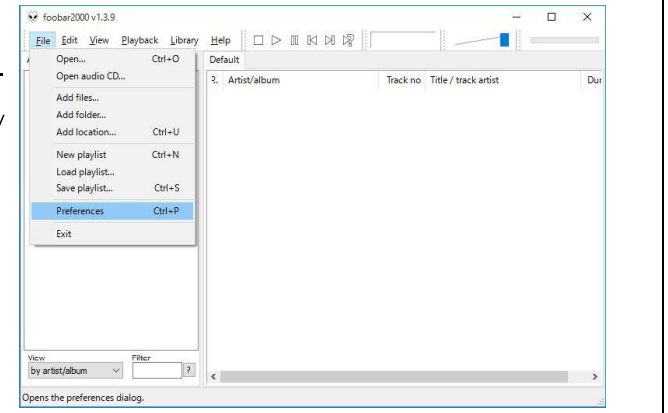 foobar2000 v1.3.9
File Edit View Playback Library Help
Open... Ctrl+O
Open audio CD...
Add files...
Add folder...
Add location... Ctrl+U
New playlist Ctrl+N
Load playlist...
Save playlist... Ctrl+S
Preferences Ctrl+P
Exit
Default
Artist/album Track no Title / track artist Dur
View Filter
by artist/album ?
Opens the preferences dialog.